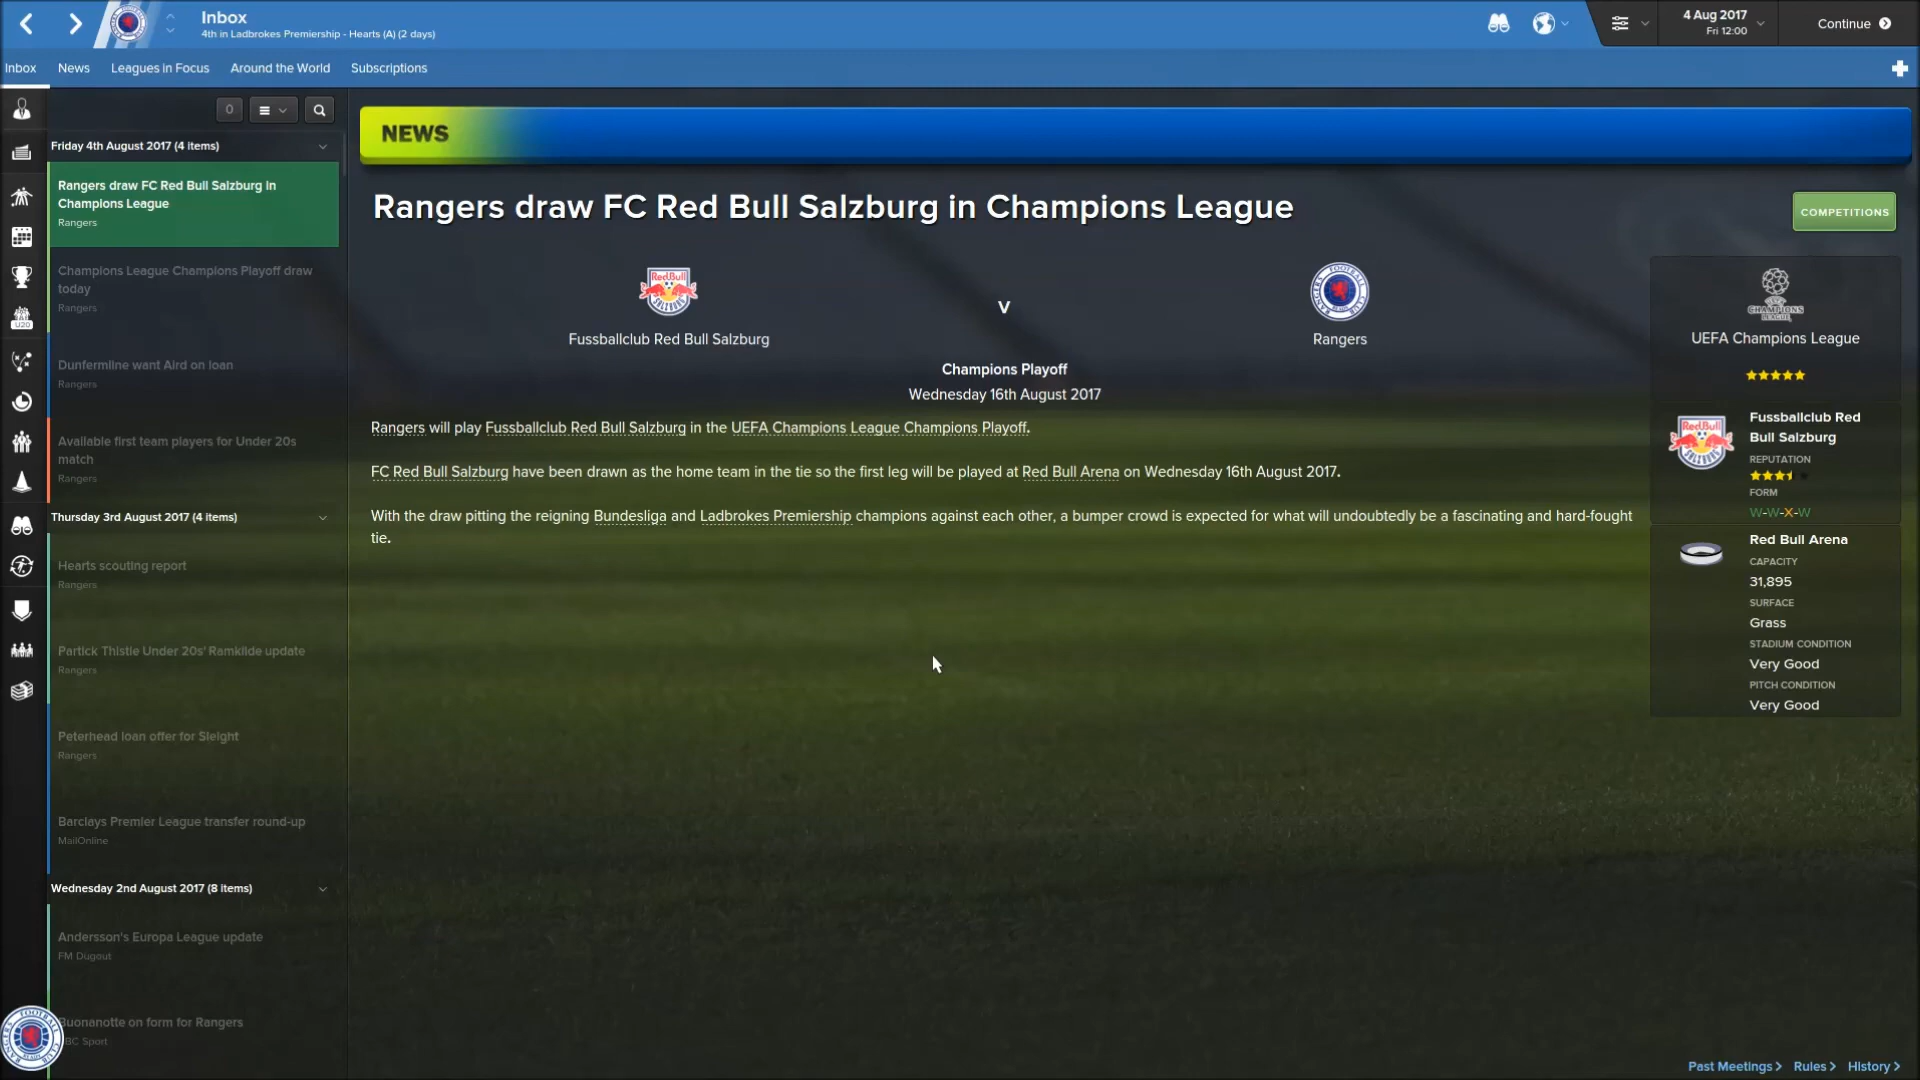 Inbox
4th in Ladbrokes Premiership - Hearts (A) (2 days)
4 Aug 2017
Fri 12:00
Continue
Inbox News Leagues in Focus Around the World Subscriptions
0
Friday 4th August 2017 (4 items)
Rangers draw FC Red Bull Salzburg in
Champions League
Rangers
Champions League Champions Playoff draw
today
Rangers
Dunfermline want Aird on loan
Rangers
Available first team players for Under 20s
match
Rangers
Thursday 3rd August 2017 (4 items)
Hearts scouting report
Rangers
Partick Thistle Under 20s' Ramkilde update
Rangers
Peterhead loan offer for Sleight
Rangers
Barclays Premier League transfer round-up
MailOnline
Wednesday 2nd August 2017 (8 items)
Andersson's Europa League update
FM Dugout
Buonanotte on form for Rangers
BC Sport
U20
NEWS
Rangers draw FC Red Bull Salzburg in Champions League
COMPETITIONS
RedBull
SALZBURG
v
Fussballclub Red Bull Salzburg
Rangers
Champions Playoff
Wednesday 16th August 2017
Rangers will play Fussballclub Red Bull Salzburg in the UEFA Champions League Champions Playoff.
FC Red Bull Salzburg have been drawn as the home team in the tie so the first leg will be played at Red Bull Arena on Wednesday 16th August 2017.
With the draw pitting the reigning Bundesliga and Ladbrokes Premiership champions against each other, a bumper crowd is expected for what will undoubtedly be a fascinating and hard-fought
tie.
CHAMPIONS
LEAGUE
UEFA Champions League
RedBull
SALZBURG
Fussballclub Red
Bull Salzburg
REPUTATION
FORM
W-W-X-W
Red Bull Arena
CAPACITY
31,895
SURFACE
Grass
STADIUM CONDITION
Very Good
PITCH CONDITION
Very Good
Past Meetings> Rules> History>